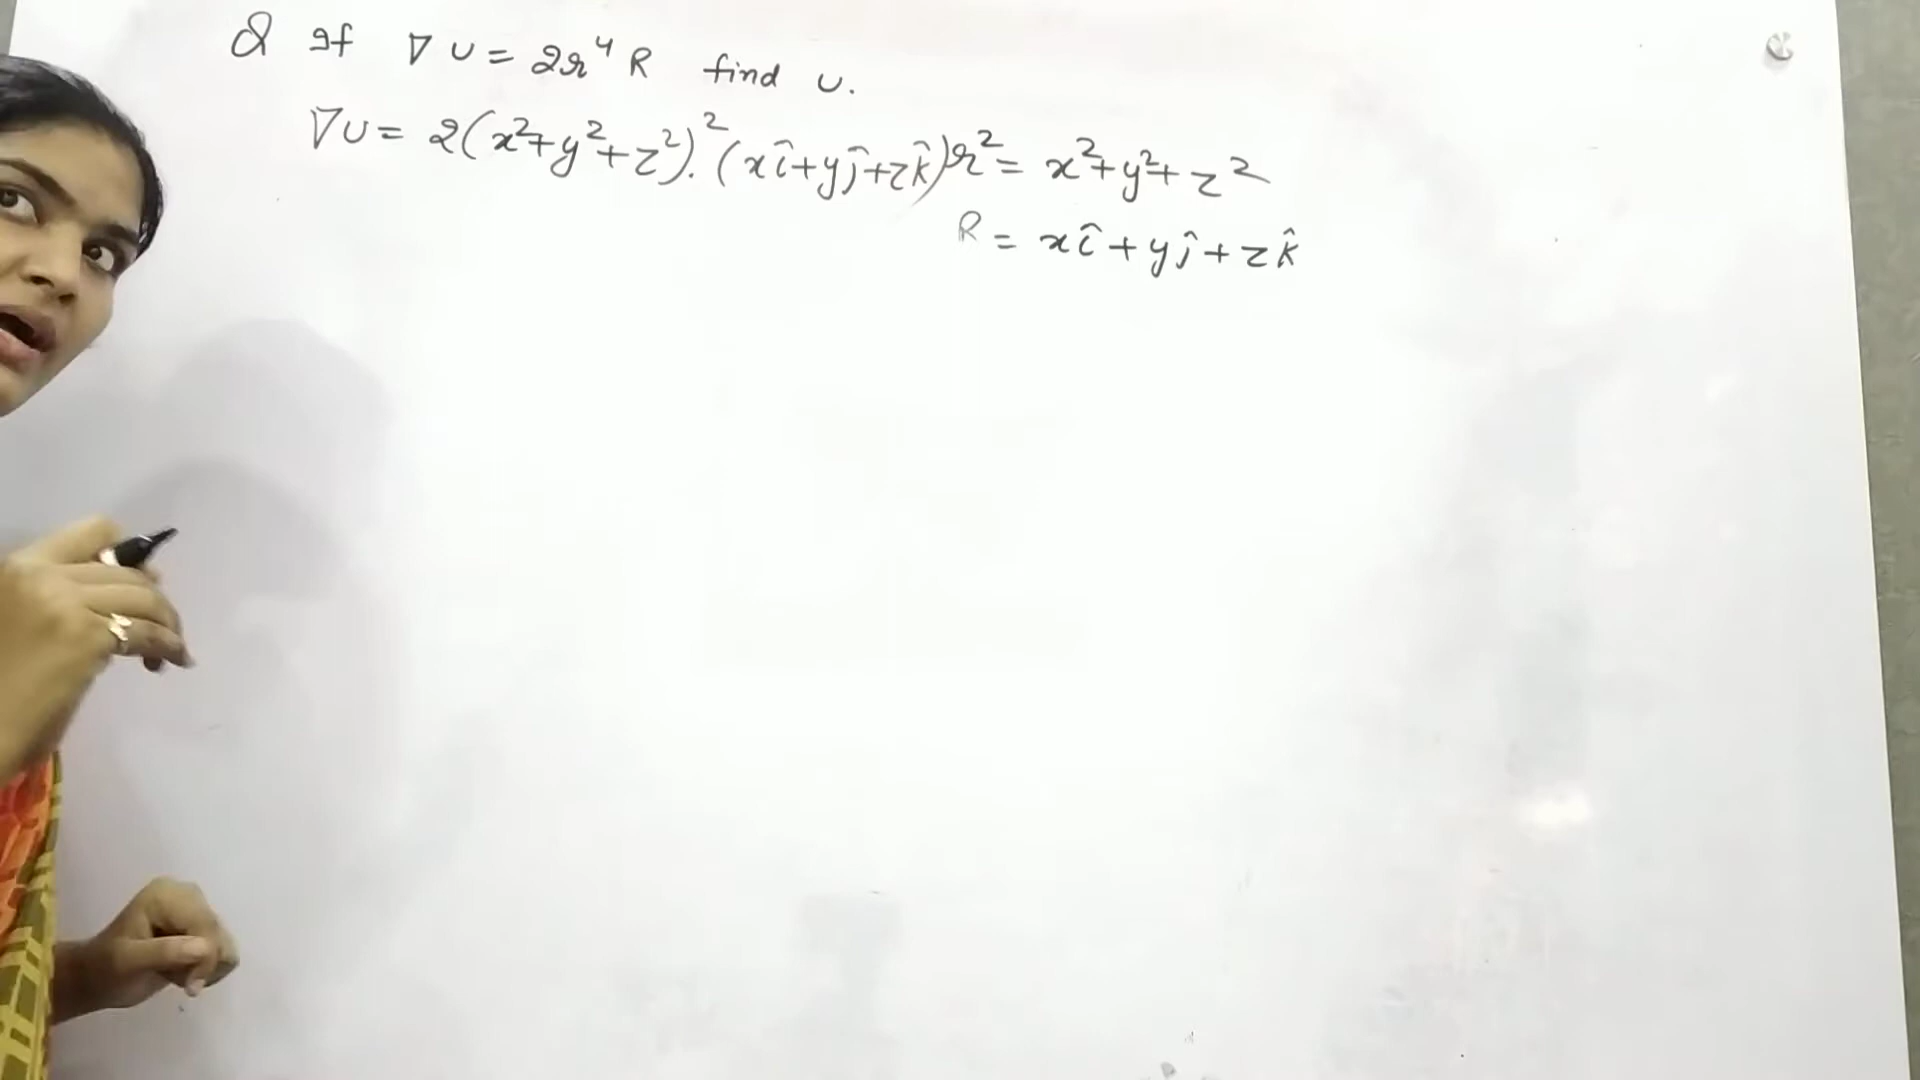 Q If ∇U = 2r⁴ R find U.
∇U = 2(x²+y²+z²)².(xî+yĵ+zk̂) r² = x²+y²+z²
R = xî+yĵ+zk̂